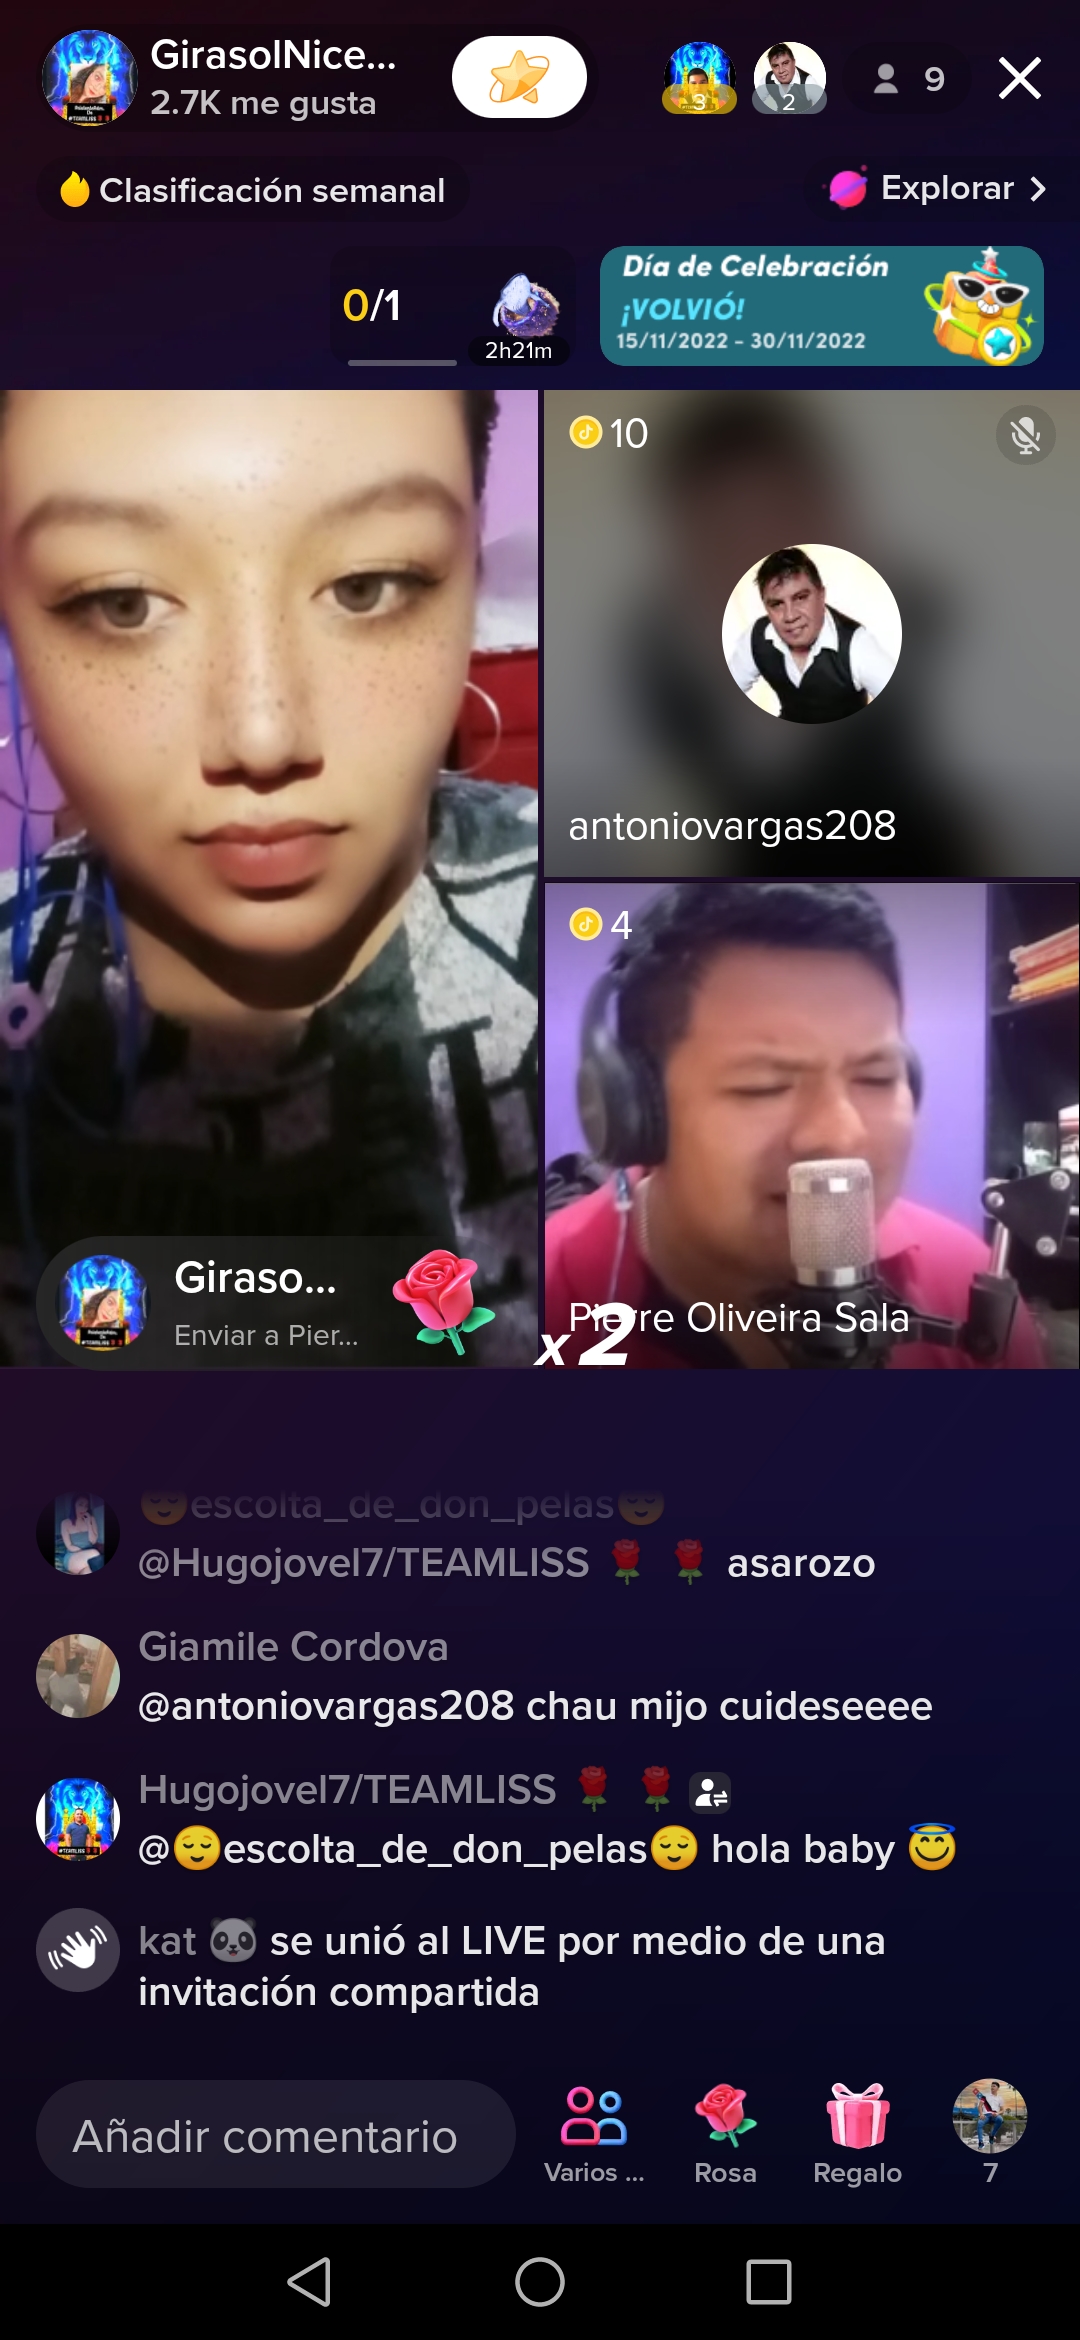 GirasolNice...
2.7K me gusta
3
2
9
Clasificación semanal
Explorar
0/1
2h21m
Día de Celebración
¡VOLVIÓ!
15/11/2022 - 30/11/2022
10
antoniovargas208
4
Giraso...
Enviar a Pier...
x2
Pierre Oliveira Sala
😌escolta_de_don_pelas😌
@Hugojovel7/TEAMLISS 🌹 🌹 asarozo
Giamile Cordova
@antoniovargas208 chau mijo cuideseeee
Hugojovel7/TEAMLISS 🌹 🌹
@😌escolta_de_don_pelas😌 hola baby 😇
kat 🐼 se unió al LIVE por medio de una
invitación compartida
Añadir comentario
Varios ...
Rosa
Regalo
7